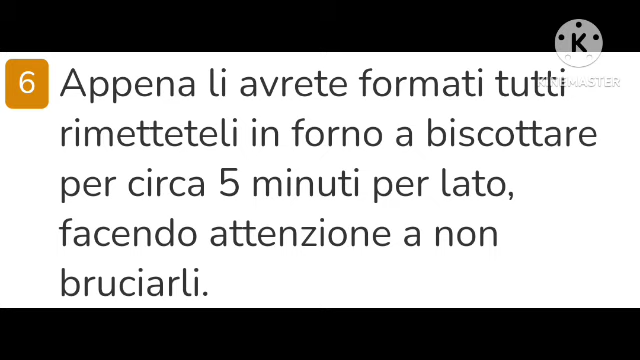 6
Appena li avrete formati tutti
rimetteteli in forno a biscottare
per circa 5 minuti per lato,
facendo attenzione a non
bruciarli.
K
KINEMASTER